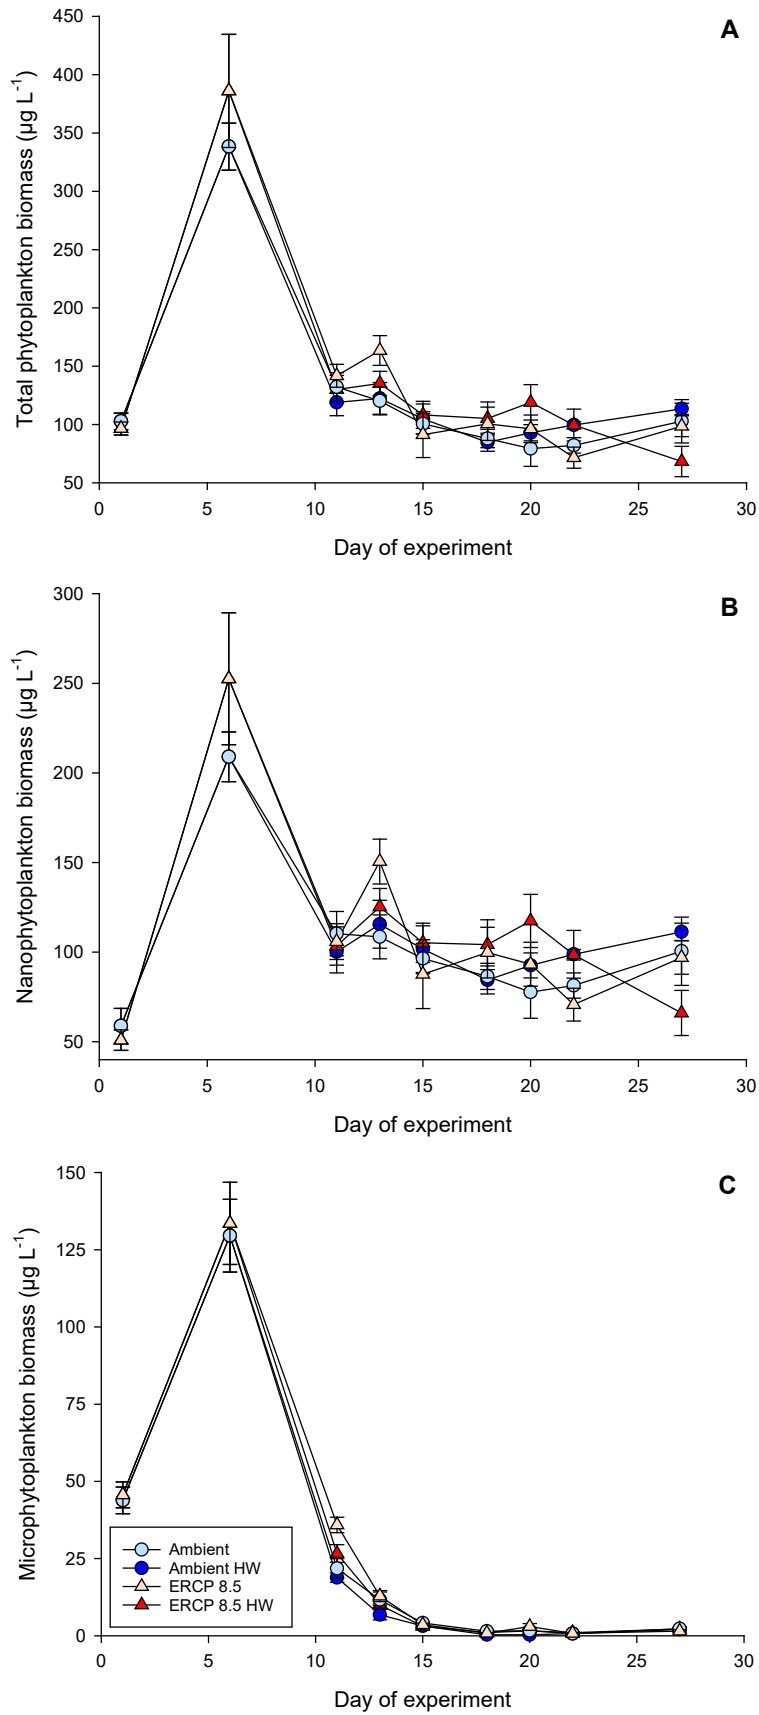 A
Total phytoplankton biomass (µg L⁻¹)
450
400
350
300
250
200
150
100
50
0 5 10 15 20 25 30
Day of experiment
B
Nanophytoplankton biomass (µg L⁻¹)
300
250
200
150
100
50
0 5 10 15 20 25 30
Day of experiment
C
Microphytoplankton biomass (µg L⁻¹)
150
125
100
75
50
25
0
Ambient
Ambient HW
ERCP 8.5
ERCP 8.5 HW
0 5 10 15 20 25 30
Day of experiment